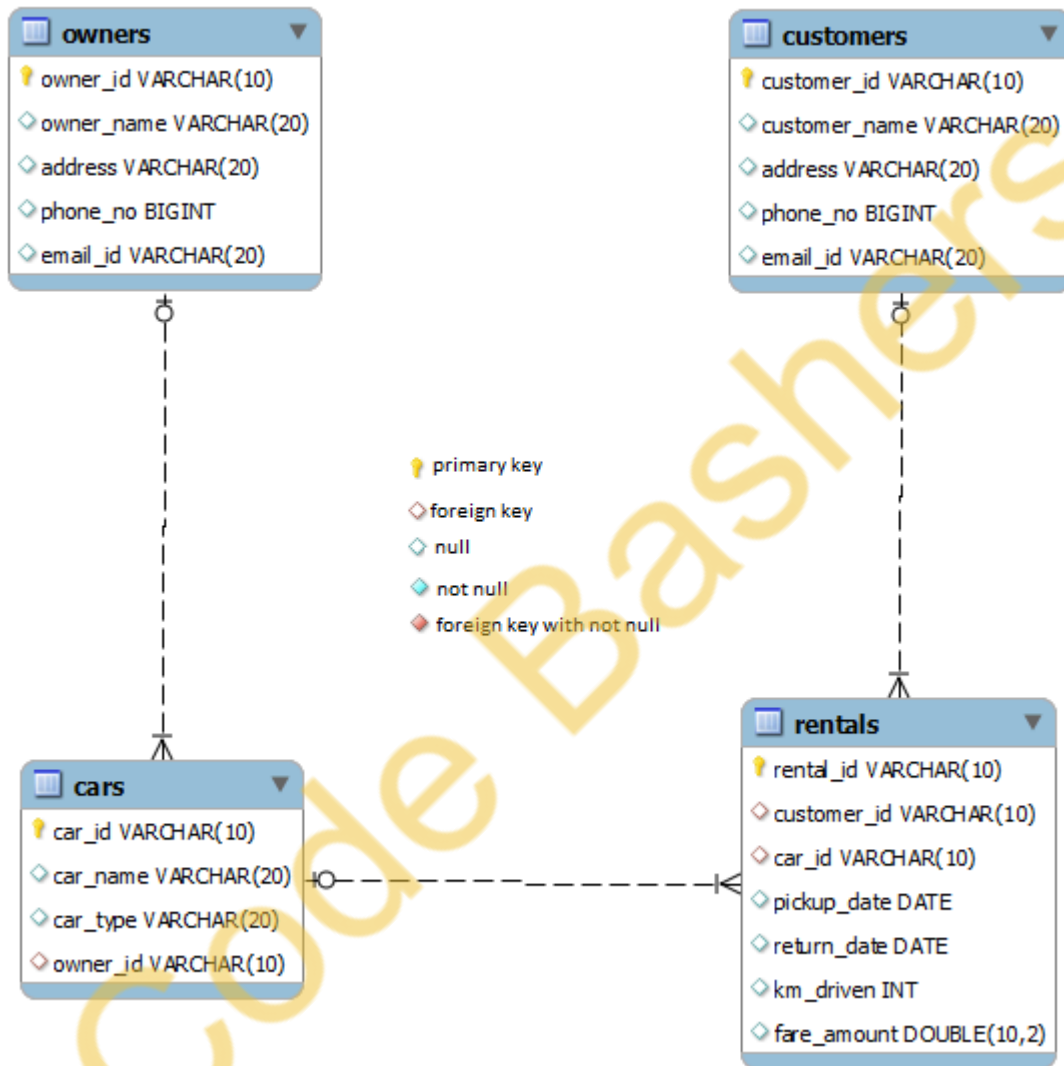 owners
owner_id VARCHAR(10)
owner_name VARCHAR(20)
address VARCHAR(20)
phone_no BIGINT
email_id VARCHAR(20)
customers
customer_id VARCHAR(10)
customer_name VARCHAR(20)
address VARCHAR(20)
phone_no BIGINT
email_id VARCHAR(20)
primary key
foreign key
null
not null
foreign key with not null
cars
car_id VARCHAR(10)
car_name VARCHAR(20)
car_type VARCHAR(20)
owner_id VARCHAR(10)
rentals
rental_id VARCHAR(10)
customer_id VARCHAR(10)
car_id VARCHAR(10)
pickup_date DATE
return_date DATE
km_driven INT
fare_amount DOUBLE(10,2)
Code Bashers